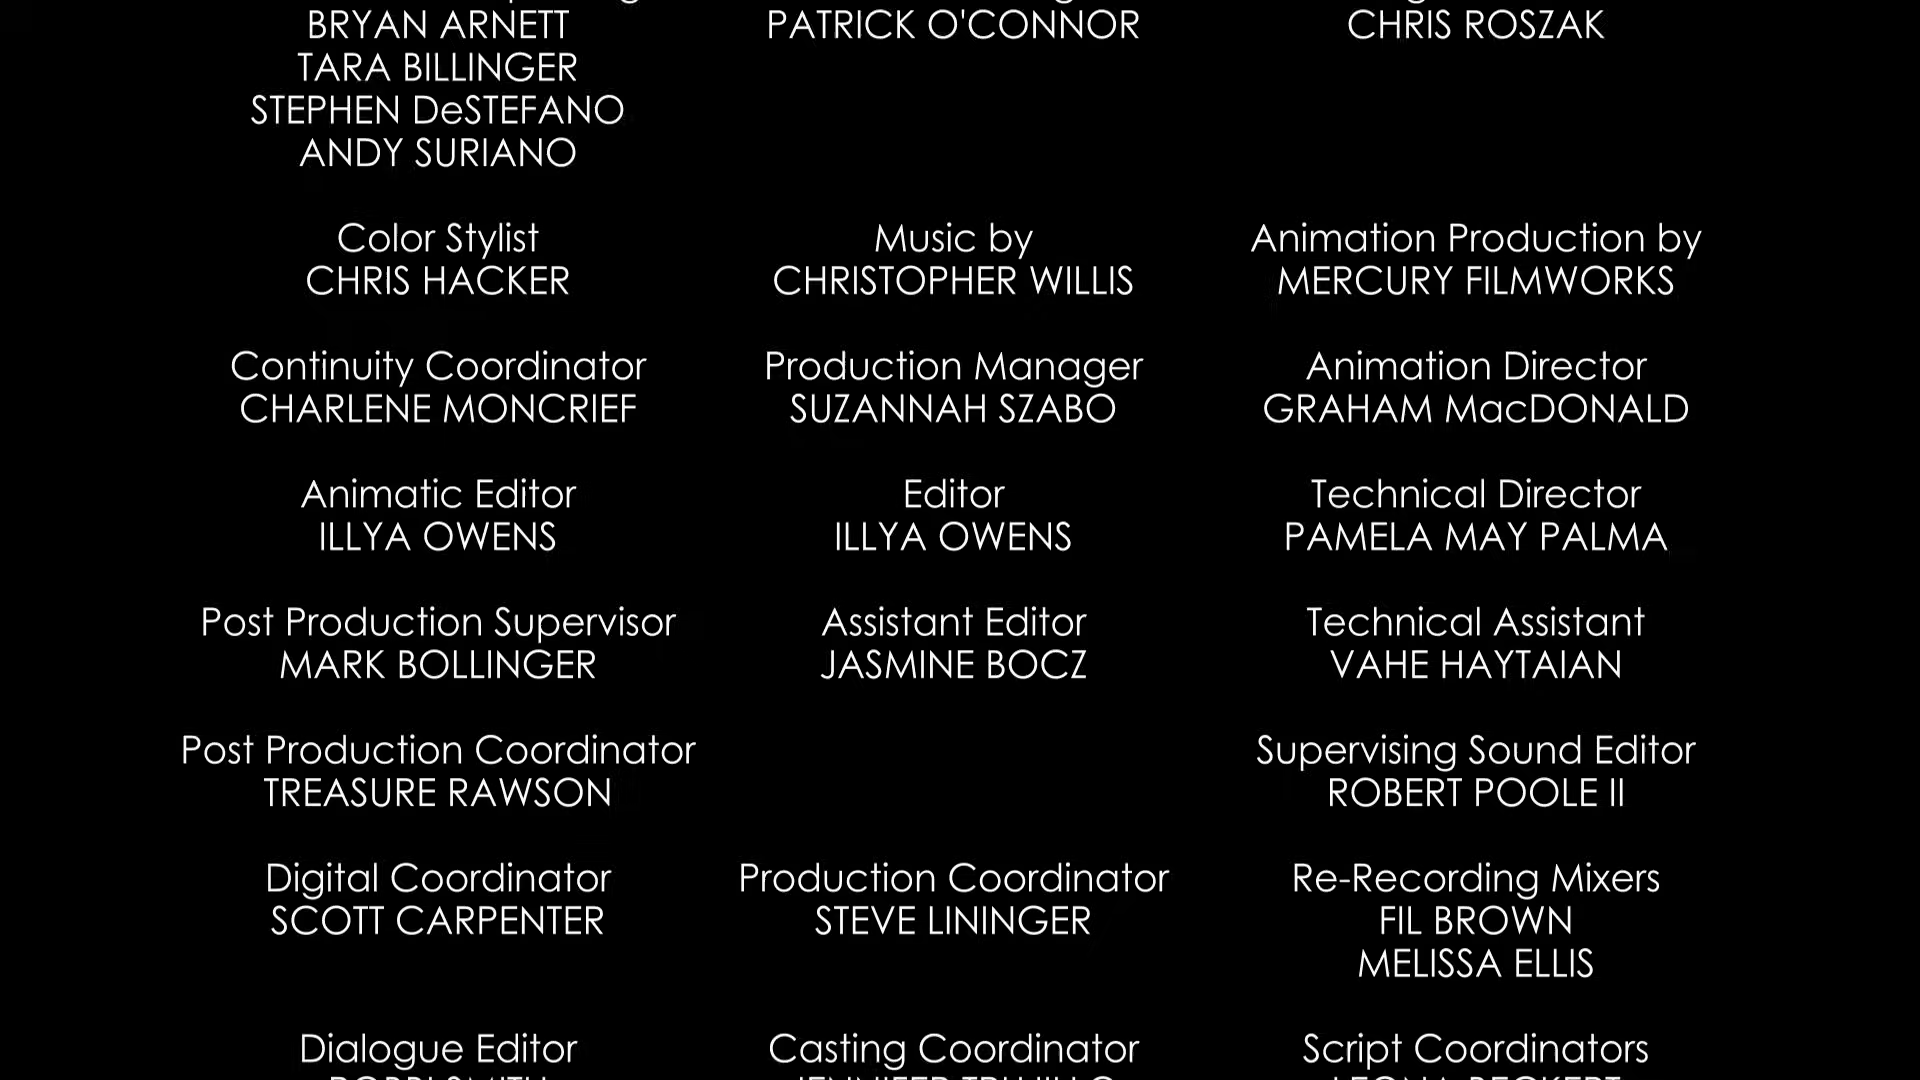 BRYAN ARNETT
TARA BILLINGER
STEPHEN DeSTEFANO
ANDY SURIANO
PATRICK O'CONNOR
CHRIS ROSZAK
Color Stylist
CHRIS HACKER
Music by
CHRISTOPHER WILLIS
Animation Production by
MERCURY FILMWORKS
Continuity Coordinator
CHARLENE MONCRIEF
Production Manager
SUZANNAH SZABO
Animation Director
GRAHAM MacDONALD
Animatic Editor
ILLYA OWENS
Editor
ILLYA OWENS
Technical Director
PAMELA MAY PALMA
Post Production Supervisor
MARK BOLLINGER
Assistant Editor
JASMINE BOCZ
Technical Assistant
VAHE HAYTAIAN
Post Production Coordinator
TREASURE RAWSON
Supervising Sound Editor
ROBERT POOLE II
Digital Coordinator
SCOTT CARPENTER
Production Coordinator
STEVE LININGER
Re-Recording Mixers
FIL BROWN
MELISSA ELLIS
Dialogue Editor
Casting Coordinator
Script Coordinators